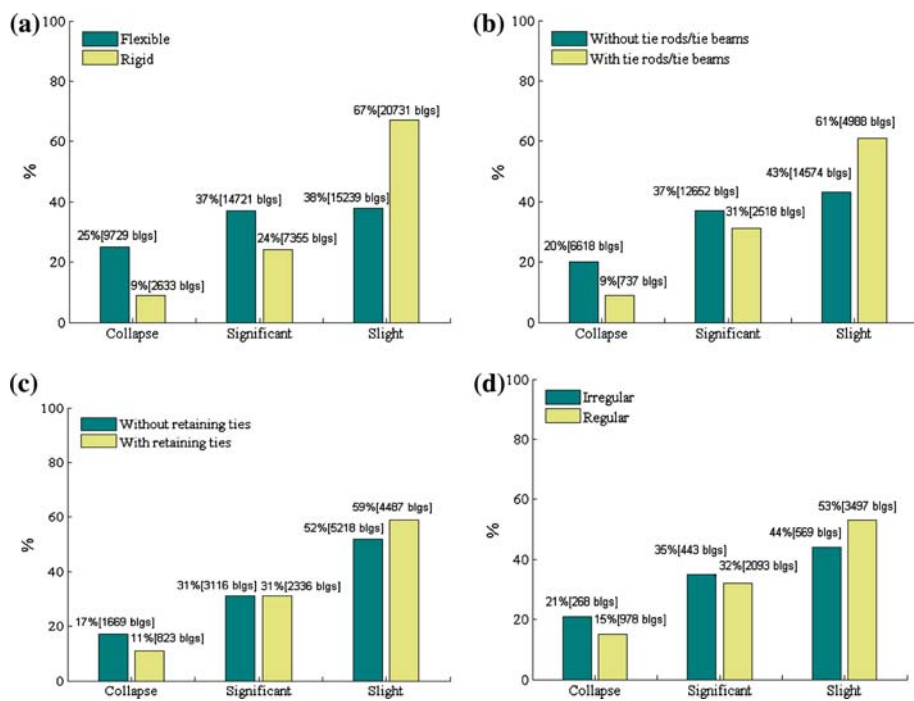 (a)
100
80
60
40
20
0
%
Flexible
Rigid
25%[9729 blgs]
9%[2633 blgs]
37%[14721 blgs]
24%[7355 blgs]
38%[15239 blgs]
67%[20731 blgs]
Collapse Significant Slight
(b)
100
80
60
40
20
0
%
Without tie rods/tie beams
With tie rods/tie beams
20%[6618 blgs]
9%[737 blgs]
37%[12652 blgs]
31%[2518 blgs]
43%[14574 blgs]
61%[4988 blgs]
Collapse Significant Slight
(c)
100
80
60
40
20
0
%
Without retaining ties
With retaining ties
17%[1669 blgs]
11%[823 blgs]
31%[3116 blgs]
31%[2336 blgs]
52%[5218 blgs]
59%[4487 blgs]
Collapse Significant Slight
(d)
100
80
60
40
20
0
%
Irregular
Regular
21%[268 blgs]
15%[978 blgs]
35%[443 blgs]
32%[2093 blgs]
44%[569 blgs]
53%[3497 blgs]
Collapse Significant Slight